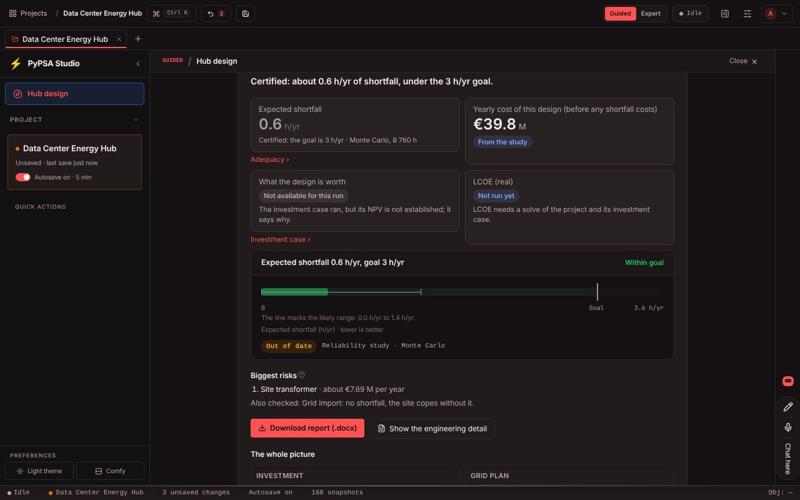 Projects / Data Center Energy Hub ⌘ Ctrl K 3 Guided Expert Idle A
Data Center Energy Hub × +
PyPSA Studio
GUIDED / Hub design Close ×
Hub design
PROJECT
Data Center Energy Hub
Unsaved · last save just now
Autosave on · 5 min
QUICK ACTIONS
Certified: about 0.6 h/yr of shortfall, under the 3 h/yr goal.
Expected shortfall
0.6 h/yr
Certified: the goal is 3 h/yr · Monte Carlo, 8 760 h
Adequacy ›
Yearly cost of this design (before any shortfall costs)
€39.8 M
From the study
What the design is worth
Not available for this run
The investment case ran, but its NPV is not established; it
says why.
Investment case ›
LCOE (real)
Not run yet
LCOE needs a solve of the project and its investment
case.
Expected shortfall 0.6 h/yr, goal 3 h/yr Within goal
0 Goal 3.6 h/yr
The line marks the likely range: 0.0 h/yr to 1.4 h/yr.
Expected shortfall (h/yr) · lower is better
Out of date Reliability study · Monte Carlo
Biggest risks ?
1. Site transformer · about €7.89 M per year
Also checked: Grid import: no shortfall, the site copes without it.
Download report (.docx) Show the engineering detail
The whole picture
INVESTMENT GRID PLAN
PREFERENCES
Light theme Comfy
Chat here
Idle Data Center Energy Hub 3 unsaved changes Autosave on 168 snapshots Obj: —